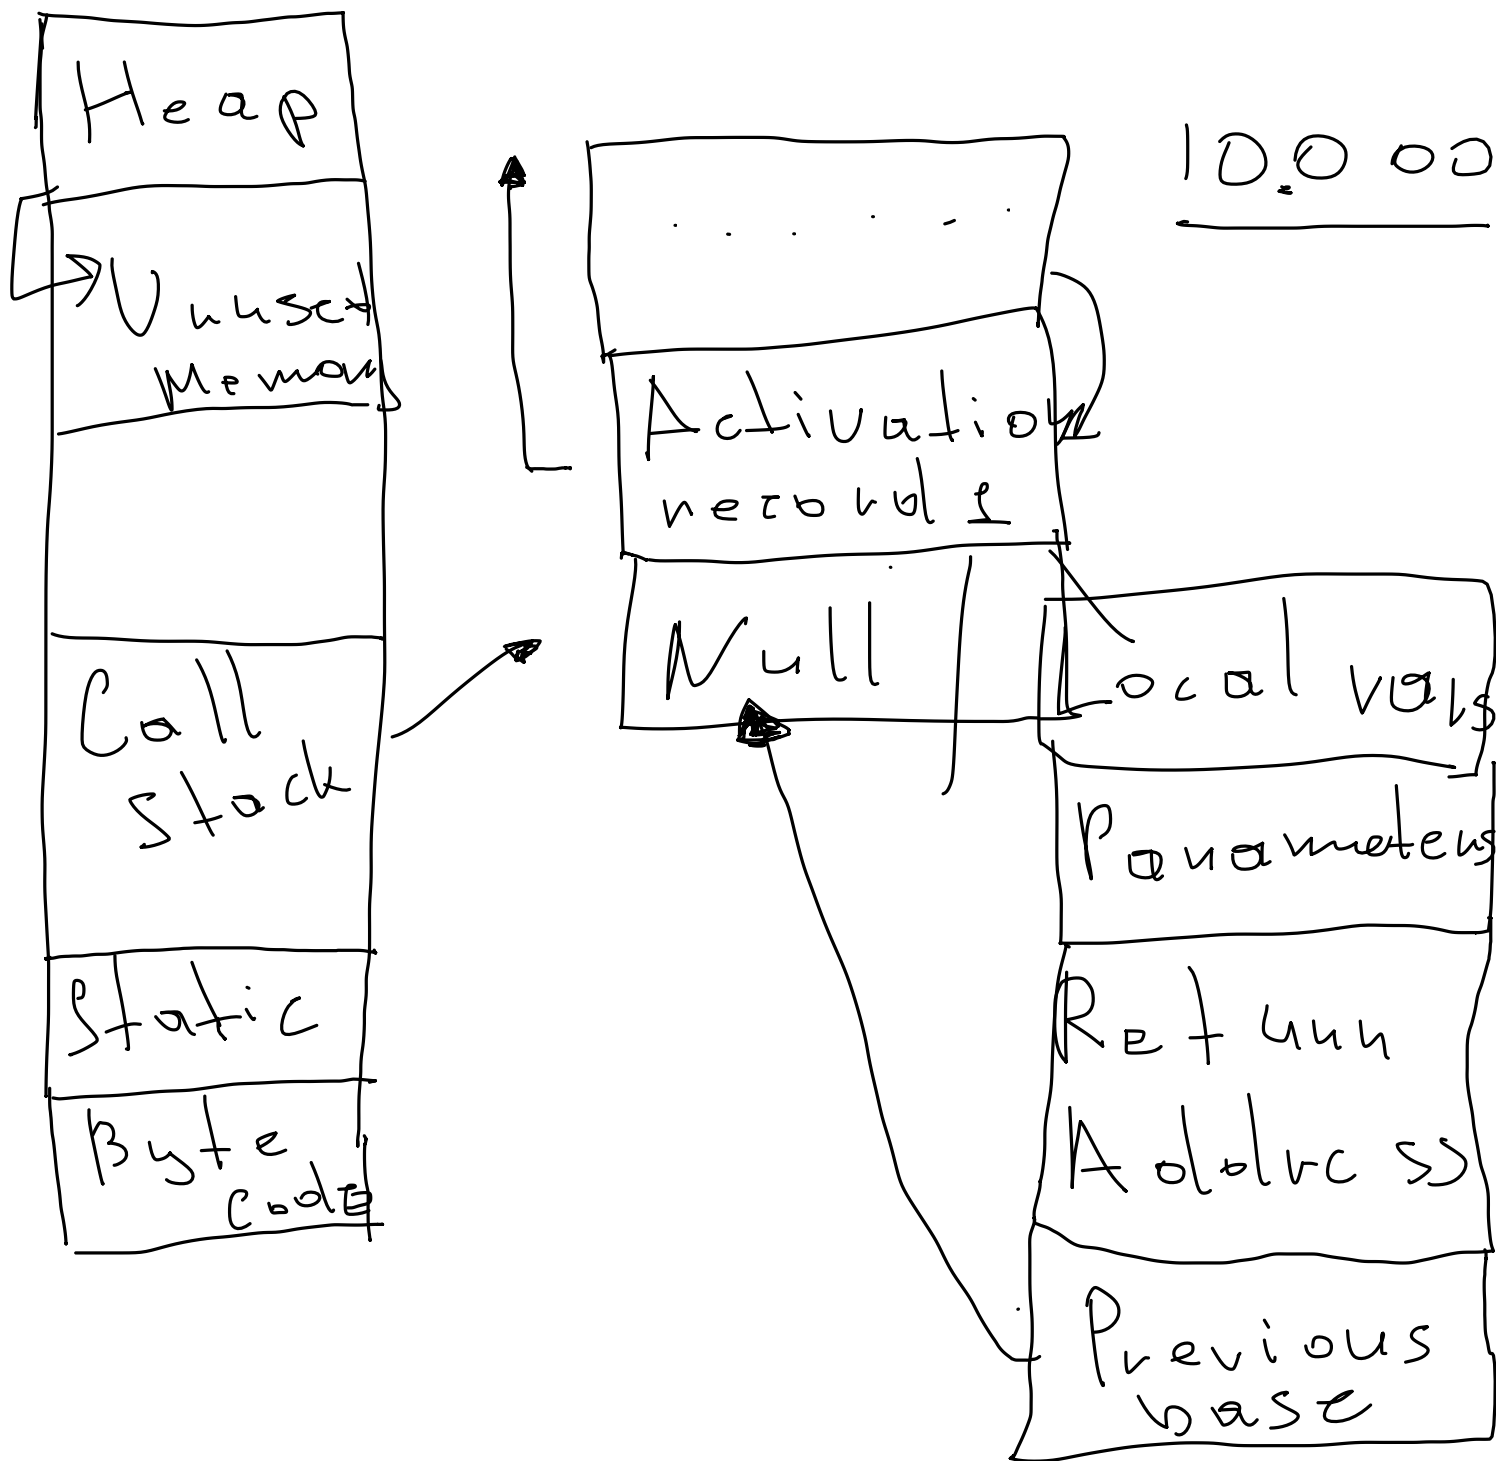 Heap
Unused
Memory
Call
Stack
Static
Byte
Code
. . . . - .
Activation
record 1
Null
10.000
Local vars
Parameters
Return
Address
Previous
base